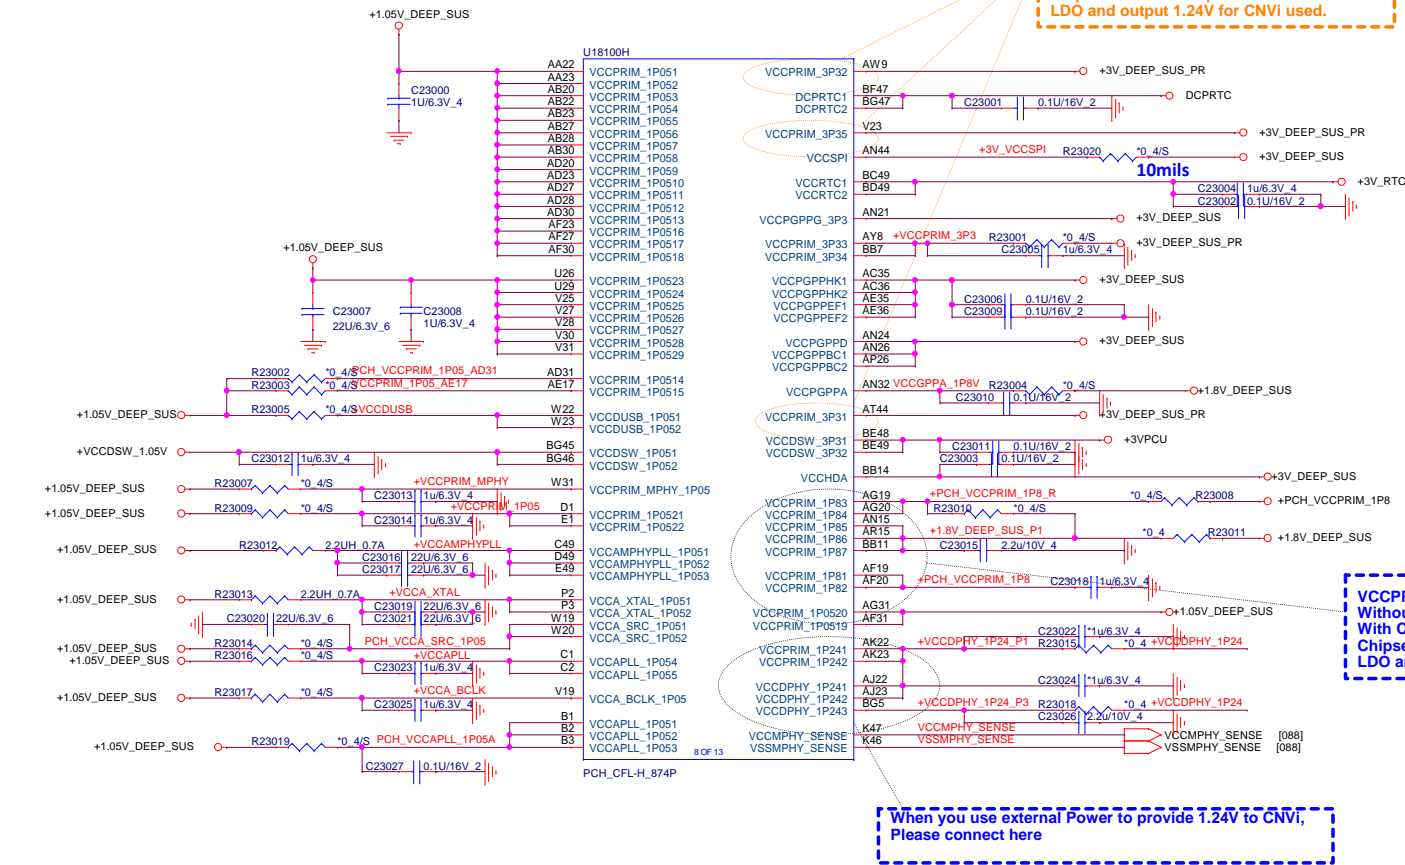 LDO and output 1.24V for CNVi used.
+1.05V_DEEP_SUS
U18100H
C23000
1U/6.3V_4
AA22 VCCPRIM_1P051
AA23 VCCPRIM_1P052
AB20 VCCPRIM_1P053
AB22 VCCPRIM_1P054
AB23 VCCPRIM_1P055
AB27 VCCPRIM_1P056
AB28 VCCPRIM_1P057
AB30 VCCPRIM_1P058
AD20 VCCPRIM_1P059
AD23 VCCPRIM_1P0510
AD27 VCCPRIM_1P0511
AD28 VCCPRIM_1P0512
AD30 VCCPRIM_1P0513
AF23 VCCPRIM_1P0516
AF27 VCCPRIM_1P0517
AF30 VCCPRIM_1P0518
+1.05V_DEEP_SUS
C23007
22U/6.3V_6
C23008
1U/6.3V_4
U26 VCCPRIM_1P0523
U29 VCCPRIM_1P0524
V25 VCCPRIM_1P0525
V27 VCCPRIM_1P0526
V28 VCCPRIM_1P0527
V30 VCCPRIM_1P0528
V31 VCCPRIM_1P0529
R23002 *0_4/S PCH_VCCPRIM_1P05_AD31 AD31 VCCPRIM_1P0514
R23003 *0_4/S VCCPRIM_1P05_AE17 AE17 VCCPRIM_1P0515
+1.05V_DEEP_SUS R23005 *0_4/S +VCCDUSB W22 VCCDUSB_1P051
W23 VCCDUSB_1P052
+VCCDSW_1.05V BG45 VCCDSW_1P051
C23012 1u/6.3V_4 BG46 VCCDSW_1P052
+1.05V_DEEP_SUS R23007 *0_4/S +VCCPRIM_MPHY W31 VCCPRIM_MPHY_1P05
C23013 1u/6.3V_4
+1.05V_DEEP_SUS R23009 *0_4/S +VCCPRIM_1P05 D1 VCCPRIM_1P0521
C23014 1u/6.3V_4 E1 VCCPRIM_1P0522
+1.05V_DEEP_SUS R23012 2.2UH_0.7A +VCCAMPHYPLL C49 VCCAMPHYPLL_1P051
C23016 22U/6.3V_6 D49 VCCAMPHYPLL_1P052
C23017 22U/6.3V_6 E49 VCCAMPHYPLL_1P053
+1.05V_DEEP_SUS R23013 2.2UH_0.7A +VCCA_XTAL P2 VCCA_XTAL_1P051
C23019 22U/6.3V_6 P3 VCCA_XTAL_1P052
C23020 22U/6.3V_6 C23021 22U/6.3V_6 W19 VCCA_SRC_1P051
W20 VCCA_SRC_1P052
+1.05V_DEEP_SUS R23014 *0_4/S PCH_VCCA_SRC_1P05
+1.05V_DEEP_SUS R23016 *0_4/S +VCCAPLL C1 VCCAPLL_1P054
C23023 1u/6.3V_4 C2 VCCAPLL_1P055
+1.05V_DEEP_SUS R23017 *0_4/S +VCCA_BCLK V19 VCCA_BCLK_1P05
C23025 1u/6.3V_4
B1 VCCAPLL_1P051
B2 VCCAPLL_1P052
+1.05V_DEEP_SUS R23019 *0_4/S PCH_VCCAPLL_1P05A B3 VCCAPLL_1P053
C23027 0.1U/16V_2
8 OF 13
PCH_CFL-H_874P
VCCPRIM_3P32 AW9 +3V_DEEP_SUS_PR
DCPRTC1 BF47 DCPRTC
DCPRTC2 BG47 C23001 0.1U/16V_2
VCCPRIM_3P35 V23 +3V_DEEP_SUS_PR
VCCSPI AN44 +3V_VCCSPI R23020 *0_4/S +3V_DEEP_SUS
10mils
VCCRTC1 BC49 +3V_RTC
VCCRTC2 BD49 C23004 1u/6.3V_4
C23002 0.1U/16V_2
VCCPGPPG_3P3 AN21 +3V_DEEP_SUS
VCCPRIM_3P33 AY8 +VCCPRIM_3P3 R23001 *0_4/S +3V_DEEP_SUS_PR
VCCPRIM_3P34 BB7 C23005 1u/6.3V_4
VCCPGPPHK1 AC35 +3V_DEEP_SUS
VCCPGPPHK2 AC36
VCCPGPPEF1 AE35 C23006 0.1U/16V_2
VCCPGPPEF2 AE36 C23009 0.1U/16V_2
VCCPGPPD AN24 +3V_DEEP_SUS
VCCPGPPBC1 AN26
VCCPGPPBC2 AP26
VCCPGPPA AN32 VCCGPPA_1P8V R23004 *0_4/S +1.8V_DEEP_SUS
C23010 0.1U/16V_2
VCCPRIM_3P31 AT44 +3V_DEEP_SUS_PR
VCCDSW_3P31 BE48 +3VPCU
VCCDSW_3P32 BE49 C23011 0.1U/16V_2
C23003 0.1U/16V_2
VCCHDA BB14 +3V_DEEP_SUS
VCCPRIM_1P83 AG19 +PCH_VCCPRIM_1P8_R *0_4/S R23008 +PCH_VCCPRIM_1P8
VCCPRIM_1P84 AG20 R23010 *0_4/S
VCCPRIM_1P85 AN15
VCCPRIM_1P86 AR15 +1.8V_DEEP_SUS_P1 *0_4 R23011 +1.8V_DEEP_SUS
VCCPRIM_1P87 BB11 C23015 2.2u/10V_4
VCCPRIM_1P81 AF19
VCCPRIM_1P82 AF20 +PCH_VCCPRIM_1P8 C23018 1u/6.3V_4
VCCPRIM_1P0520 AG31 +1.05V_DEEP_SUS
VCCPRIM_1P0519 AF31
C23022 *1u/6.3V_4
VCCPRIM_1P241 AK22 +VCCDPHY_1P24_P1 R23015 *0_4 +VCCDPHY_1P24
VCCPRIM_1P242 AK23
VCCDPHY_1P241 AJ22 C23024 *1u/6.3V_4
VCCDPHY_1P242 AJ23
VCCDPHY_1P243 BG5 +VCCDPHY_1P24_P3 R23018 *0_4 +VCCDPHY_1P24
C23026 2.2u/10V_4
VCCMPHY_SENSE K47 VCCMPHY_SENSE VCCMPHY_SENSE [088]
VSSMPHY_SENSE K46 VSSMPHY_SENSE VSSMPHY_SENSE [088]
VCCPR
Withou
With C
Chipse
LDO an
When you use external Power to provide 1.24V to CNVi,
Please connect here